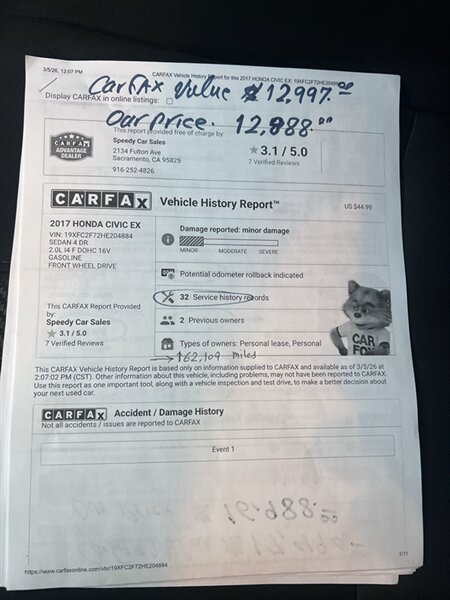 3/5/26, 12:07 PM
CARFAX Vehicle History Report for this 2017 HONDA CIVIC EX: 19XFC2F72HE204884
CARFAX Value $12,997.00
Display CARFAX in online listings:
Our Price. 12,988.00
This report provided free of charge by:
CARFAX
ADVANTAGE
DEALER
Speedy Car Sales
2134 Fulton Ave
Sacramento, CA 95825
916-252-4826
3.1 / 5.0
7 Verified Reviews
CARFAX Vehicle History Report™
US $44.99
2017 HONDA CIVIC EX
VIN: 19XFC2F72HE204884
SEDAN 4 DR
2.0L I4 F DOHC 16V
GASOLINE
FRONT WHEEL DRIVE
This CARFAX Report Provided
by:
Speedy Car Sales
3.1 / 5.0
7 Verified Reviews
Damage reported: minor damage
MINOR MODERATE SEVERE
Potential odometer rollback indicated
32 Service history records
2 Previous owners
Types of owners: Personal lease, Personal
162,109 miles
CAR
FOX
This CARFAX Vehicle History Report is based only on information supplied to CARFAX and available as of 3/5/26 at
2:07:02 PM (CST). Other information about this vehicle, including problems, may not have been reported to CARFAX.
Use this report as one important tool, along with a vehicle inspection and test drive, to make a better decision about
your next used car.
CARFAX Accident / Damage History
Not all accidents / issues are reported to CARFAX
Event 1
https://www.carfaxonline.com/vhr/19XFC2F72HE204884
1/11